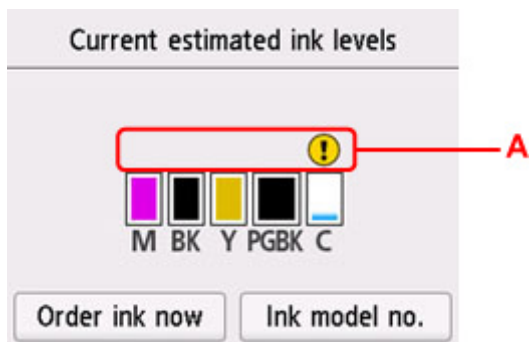 Current estimated ink levels
!
A
M BK Y PGBK C
Order ink now Ink model no.